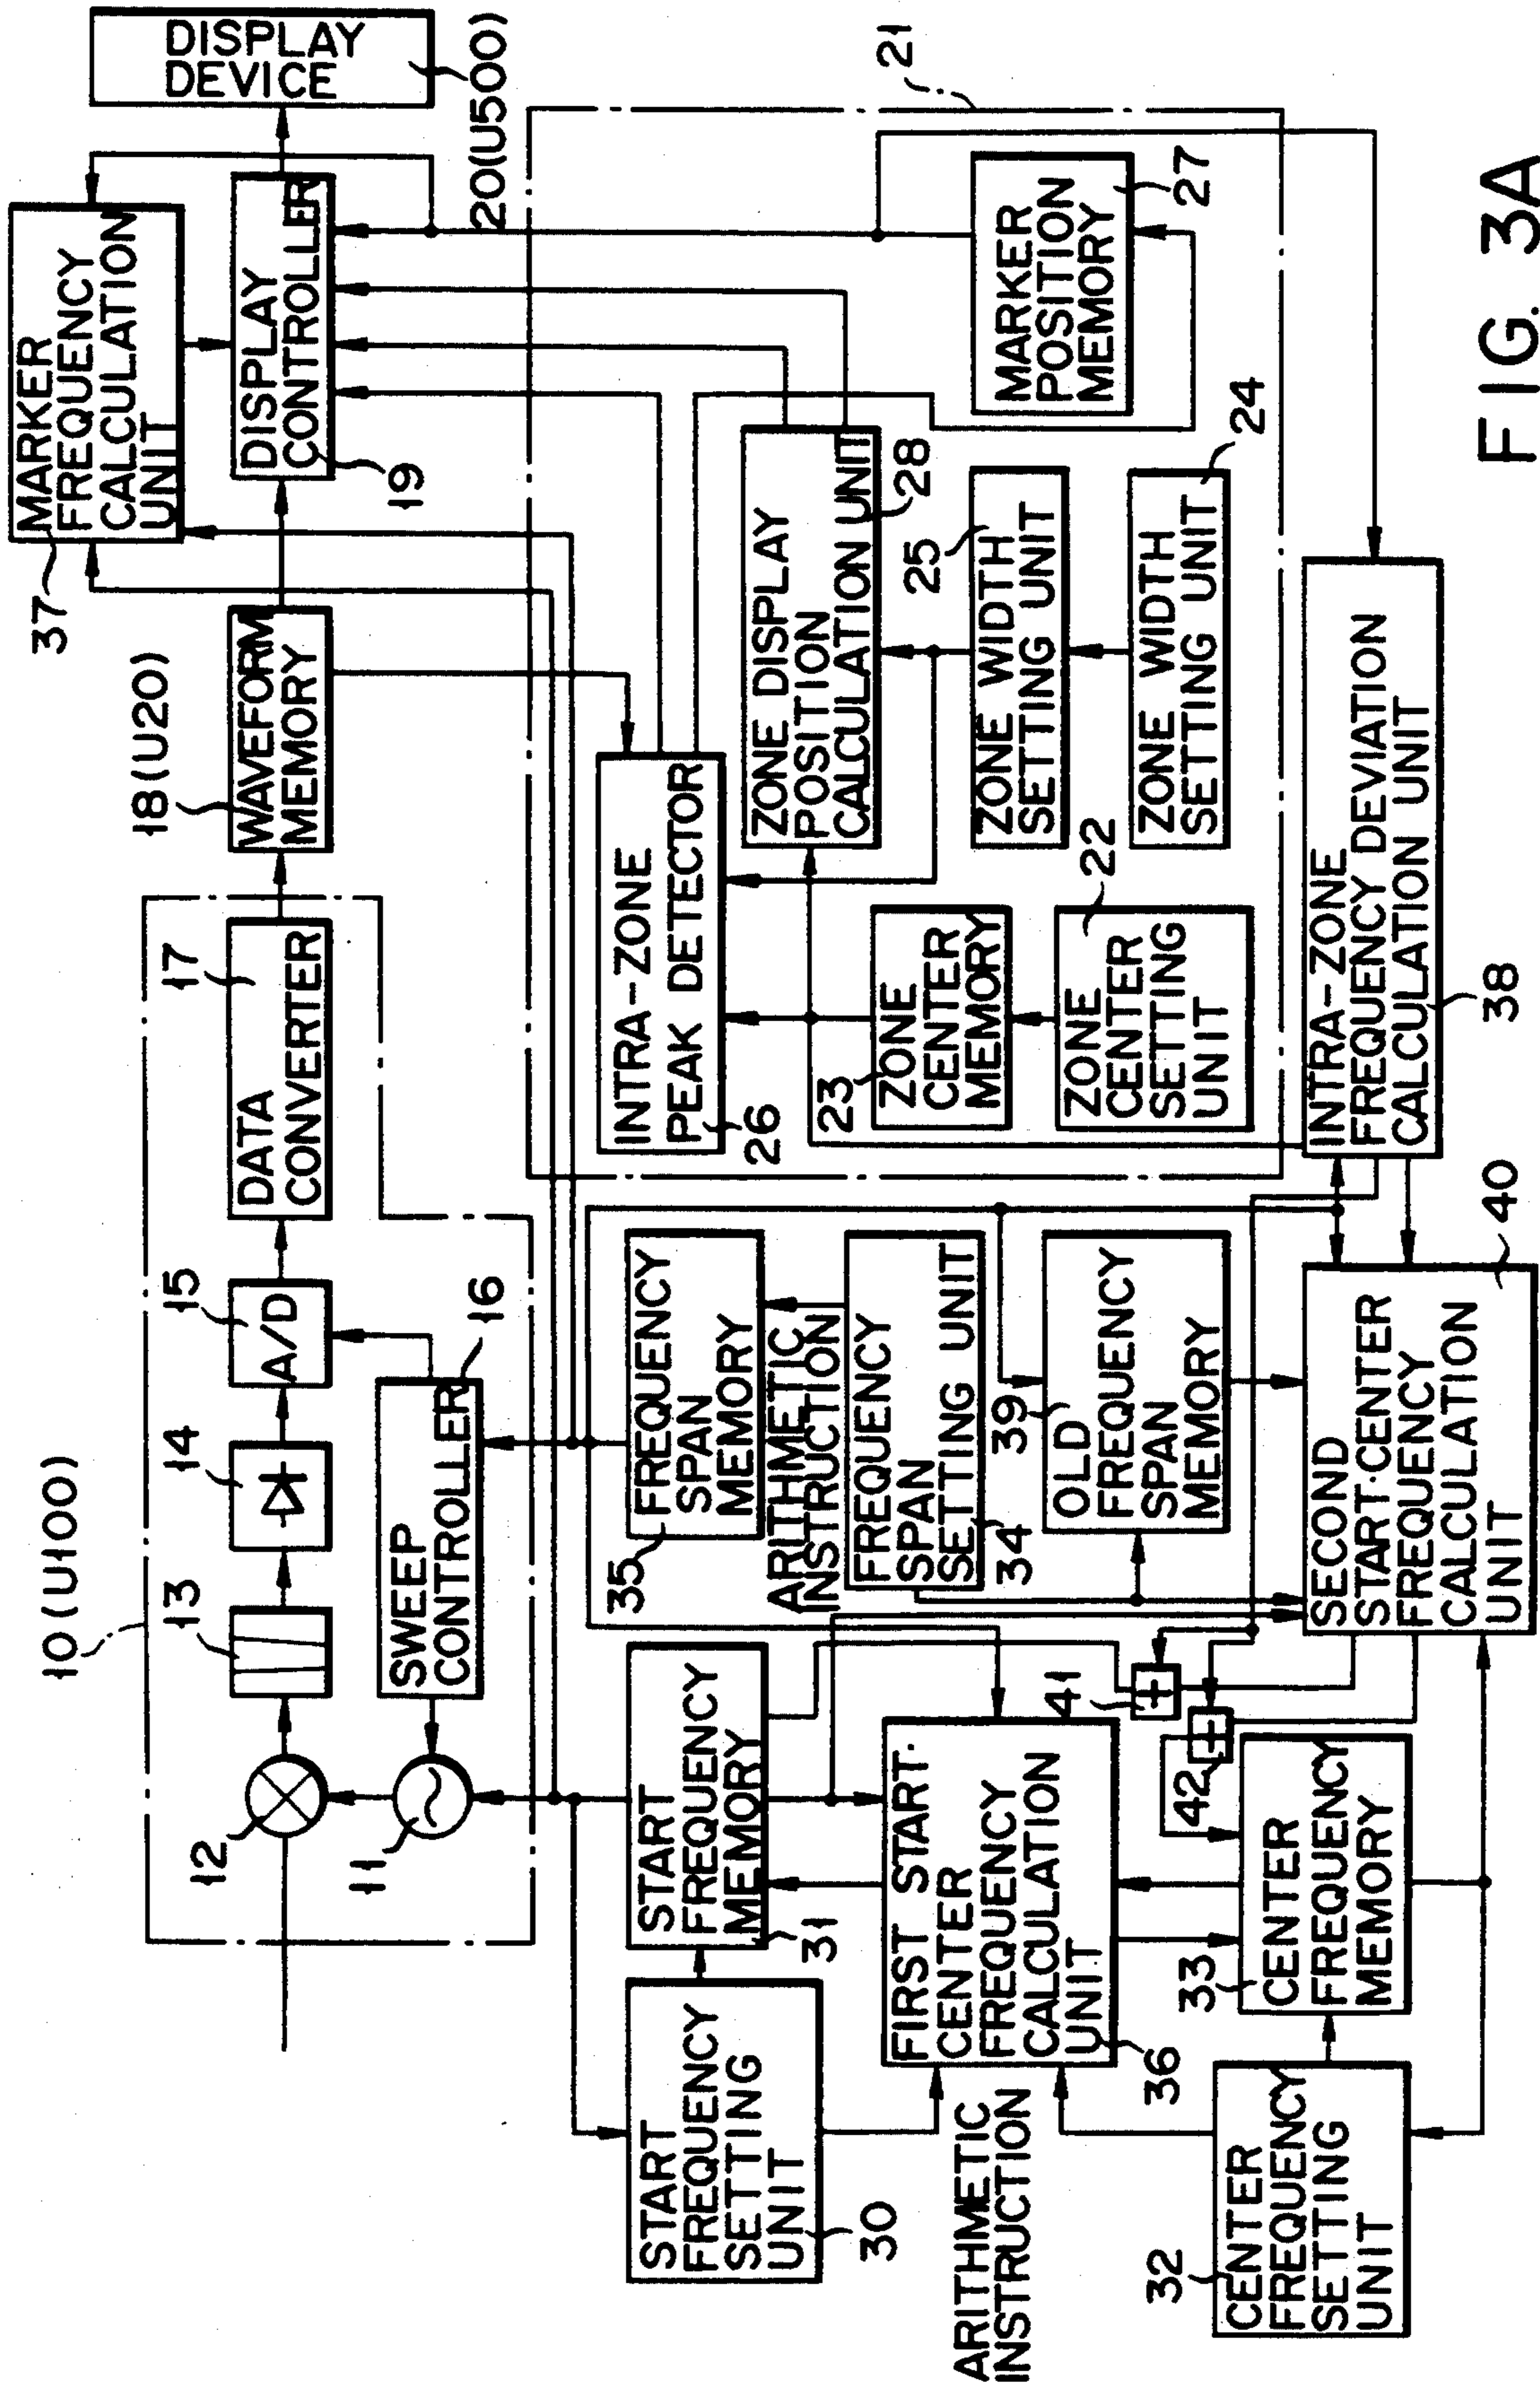 10(U100)
12
13
14
15
A/D
17
DATA
CONVERTER
18(U20)
WAVEFORM
MEMORY
37
MARKER
FREQUENCY
CALCULATION
UNIT
DISPLAY
CONTROLLER
19
DISPLAY
DEVICE
20(U500)
11
SWEEP
CONTROLLER
16
21
START
FREQUENCY
SETTING
UNIT
30
START
FREQUENCY
MEMORY
31
35
FREQUENCY
SPAN
MEMORY
ARITHMETIC
INSTRUCTION
FREQUENCY
SPAN
SETTING UNIT
34
INTRA-ZONE
PEAK DETECTOR
26
ZONE DISPLAY
POSITION
CALCULATION UNIT
28
23
ZONE
CENTER
MEMORY
22
ZONE
CENTER
SETTING
UNIT
25
ZONE WIDTH
SETTING UNIT
ZONE WIDTH
SETTING UNIT
24
MARKER
POSITION
MEMORY
27
ARITHMETIC
INSTRUCTION
FIRST START·
CENTER
FREQUENCY
CALCULATION
UNIT
36
39
OLD
FREQUENCY
SPAN
MEMORY
41
+
42
+
32
CENTER
FREQUENCY
SETTING
UNIT
33
CENTER
FREQUENCY
MEMORY
SECOND
START·CENTER
FREQUENCY
CALCULATION
UNIT
40
INTRA-ZONE
FREQUENCY DEVIATION
CALCULATION UNIT
38
FIG. 3A